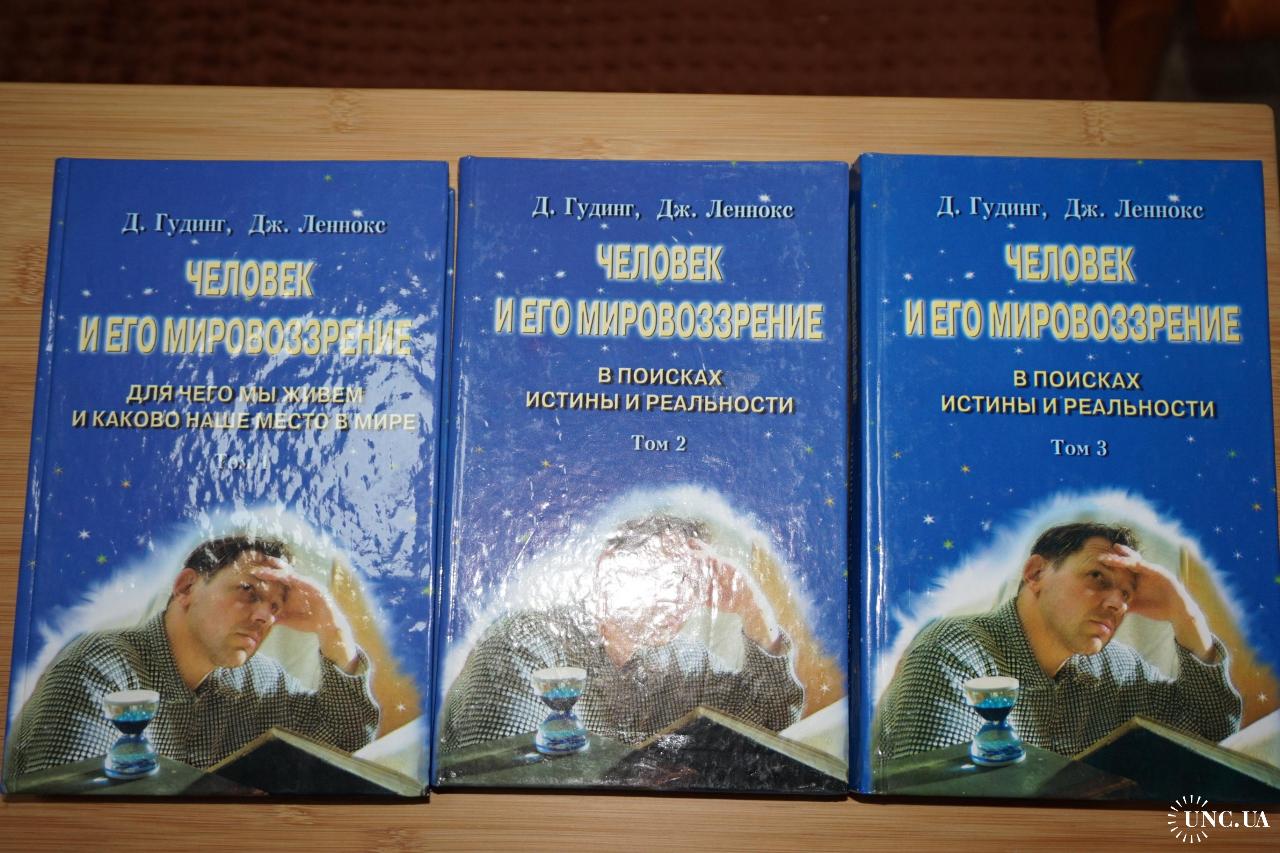 Д. Гудинг, Дж. Леннокс
ЧЕЛОВЕК
И ЕГО МИРОВОЗЗРЕНИЕ
ДЛЯ ЧЕГО МЫ ЖИВЕМ
И КАКОВО НАШЕ МЕСТО В МИРЕ
Том 1
Д. Гудинг, Дж. Леннокс
ЧЕЛОВЕК
И ЕГО МИРОВОЗЗРЕНИЕ
В ПОИСКАХ
ИСТИНЫ И РЕАЛЬНОСТИ
Том 2
Д. Гудинг, Дж. Леннокс
ЧЕЛОВЕК
И ЕГО МИРОВОЗЗРЕНИЕ
В ПОИСКАХ
ИСТИНЫ И РЕАЛЬНОСТИ
Том 3
UNC.UA